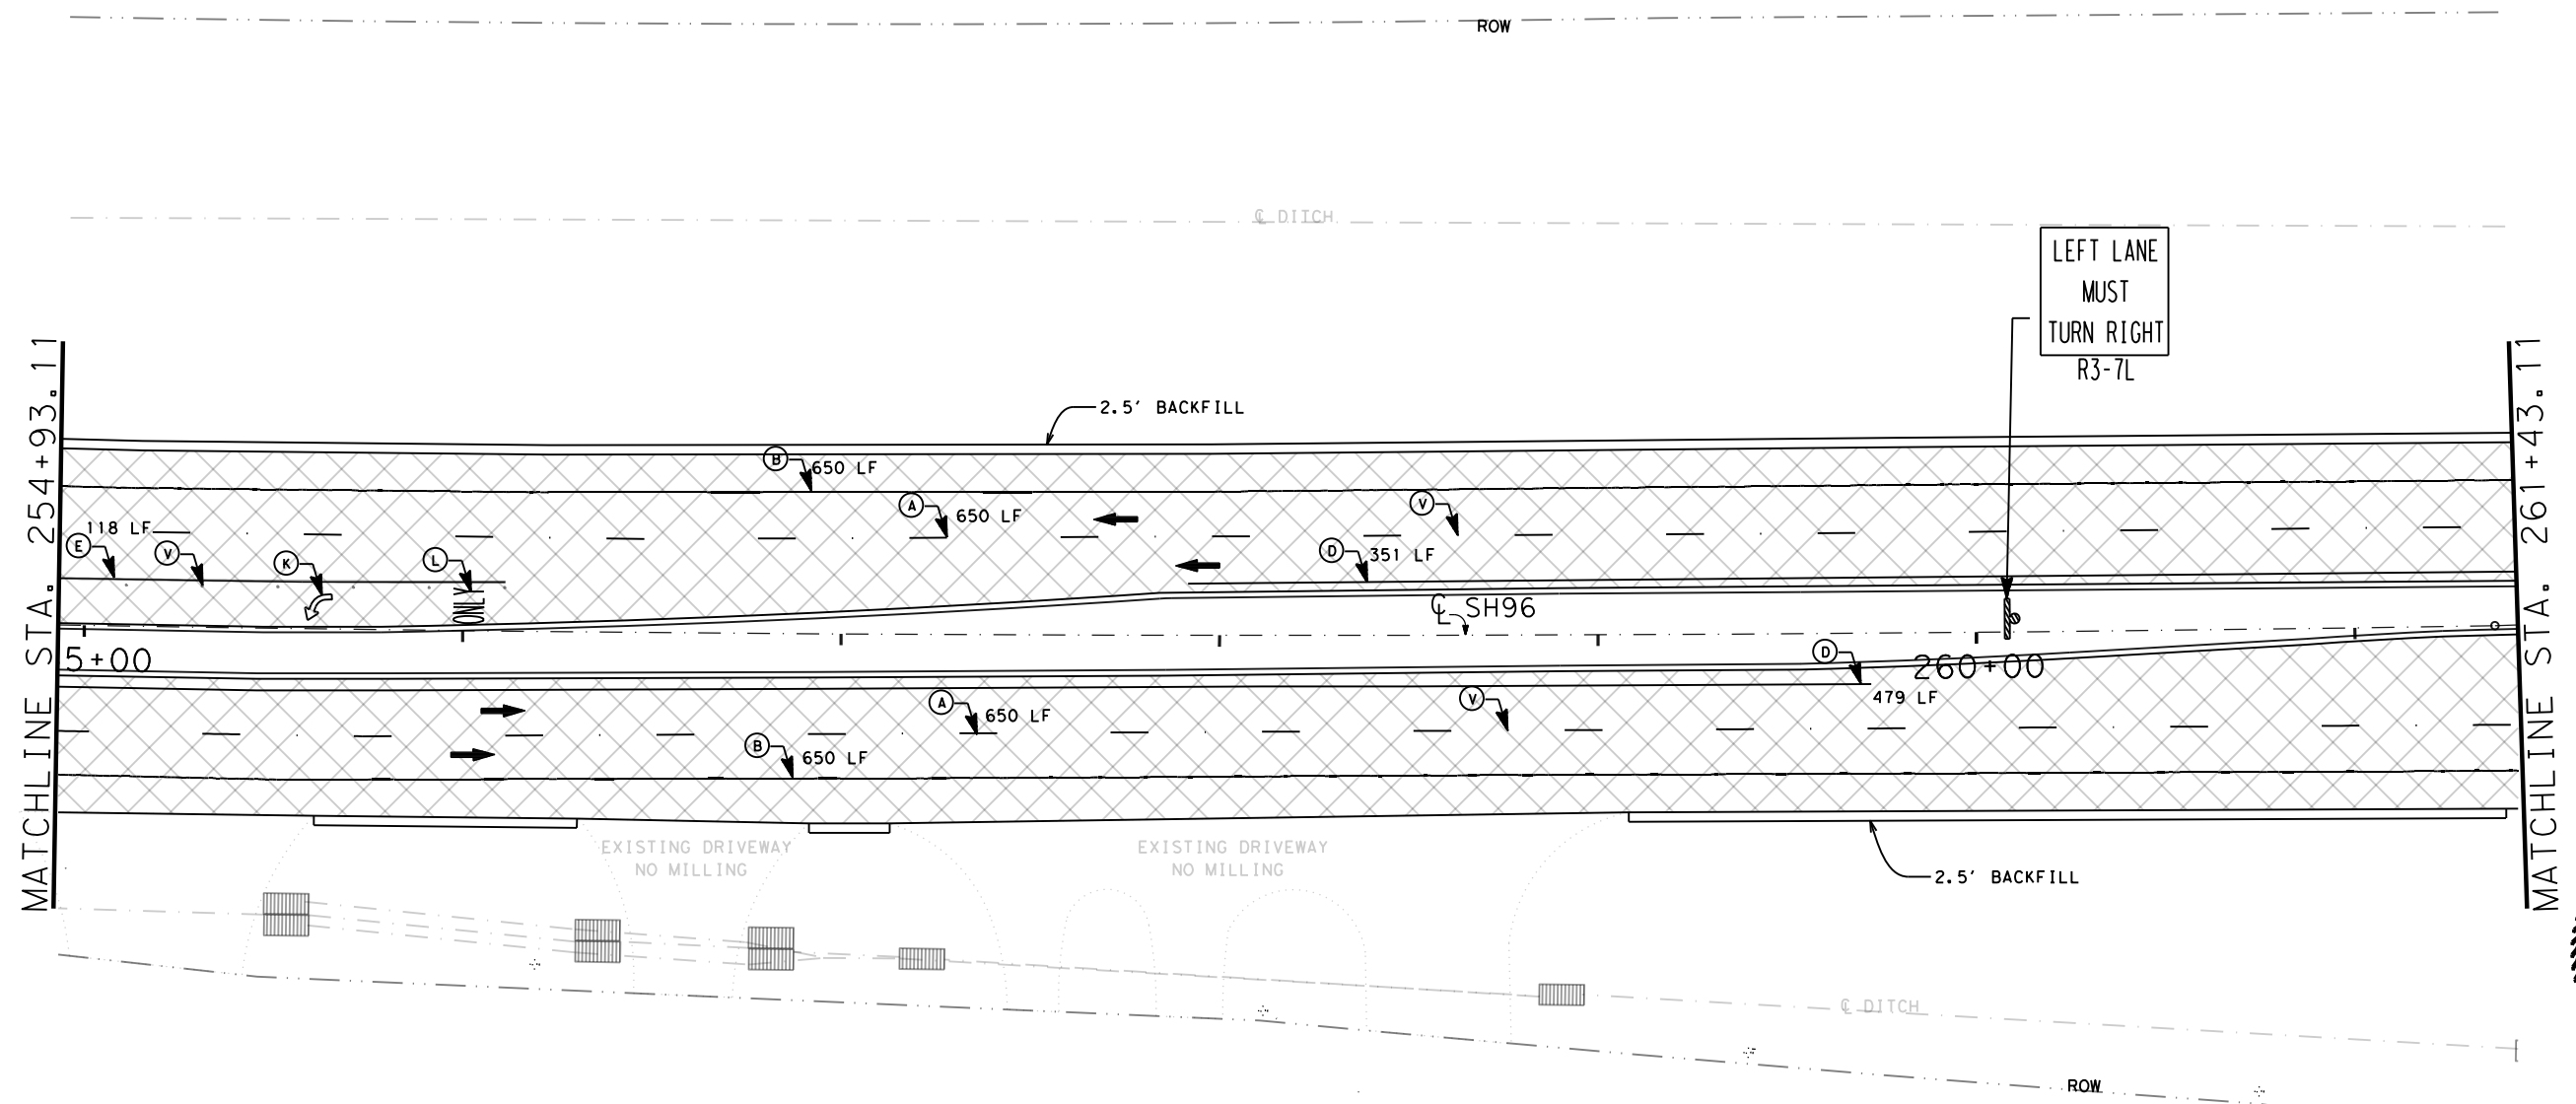 ROW
℄ DITCH
LEFT LANE
MUST
TURN RIGHT
R3-7L
MATCHLINE STA. 254+93.11
MATCHLINE STA. 261+43.11
2.5' BACKFILL
B 650 LF
A 650 LF
V
118 LF
E
V
K
L
ONLY
D 351 LF
℄ SH96
5+00
D
260+00
479 LF
A 650 LF
V
B 650 LF
EXISTING DRIVEWAY
NO MILLING
EXISTING DRIVEWAY
NO MILLING
2.5' BACKFILL
℄ DITCH
ROW